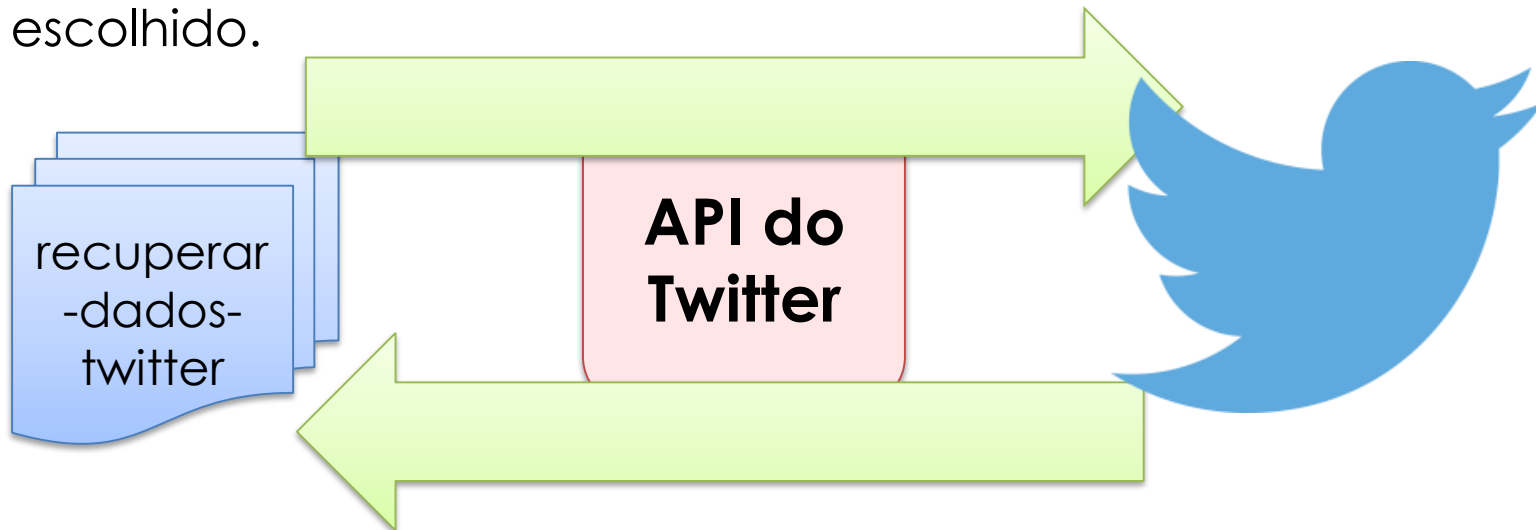 escolhido.
recuperar
-dados-
twitter
API do
Twitter